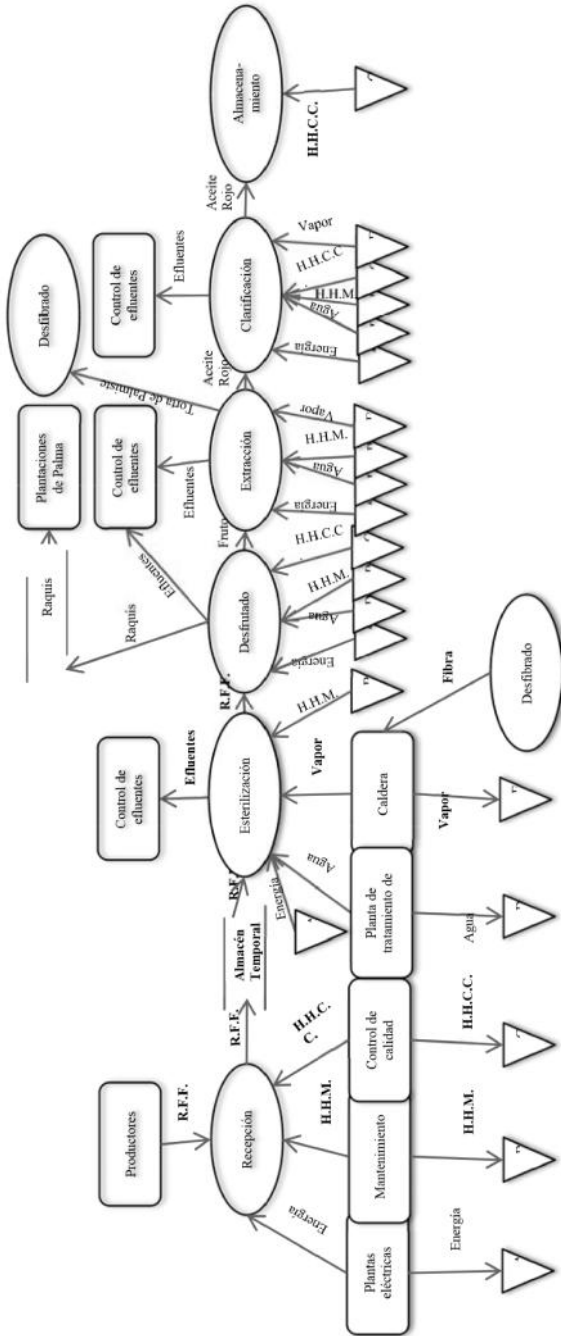 Productores
R.F.F.
Recepción
Energía
H.H.M.
H.H.C.
C.
Plantas
eléctricas
Mantenimiento
Control de
calidad
Planta de
tratamiento de
Caldera
Energía
H.H.M.
H.H.C.C.
Agua
Vapor
Fibra
Desfibrado
R.F.F.
Almacén
Temporal
Energía
Agua
Vapor
H.H.M.
Esterilización
Efluentes
Control de
efluentes
R.F.F.
Desfrutado
Energía
Agua
H.H.M.
H.H.C.C
Raquis
Raquis
Efluentes
Plantaciones
de Palma
Control de
efluentes
Fruto
Extracción
Energía
Agua
H.H.M.
Vapor
Efluentes
Torta de Palmiste
Desfibrado
Aceite
Rojo
Clarificación
Energía
Agua
H.H.M.
H.H.C.C
Vapor
Efluentes
Control de
efluentes
Aceite
Rojo
Almacena-
miento
H.H.C.C.